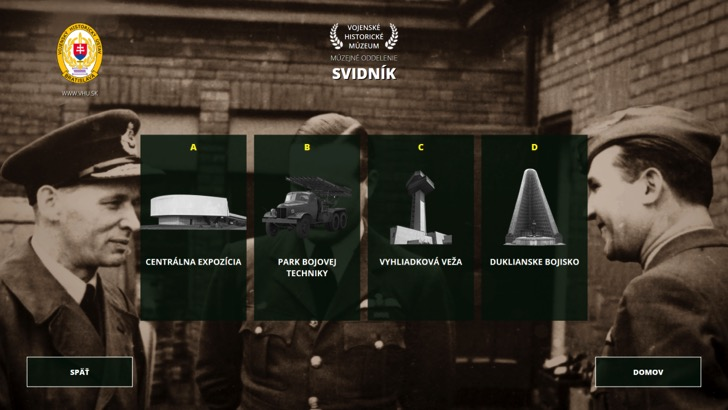 VOJENSKÉ
HISTORICKÉ
MÚZEUM
MÚZEJNÉ ODDELENIE
SVIDNÍK
BRATISLAVA
WWW.VHU.SK
A
CENTRÁLNA EXPOZÍCIA
B
PARK BOJOVEJ
TECHNIKY
C
VYHLIADKOVÁ VEŽA
D
DUKLIANSKE BOJISKO
SPÄŤ
DOMOV